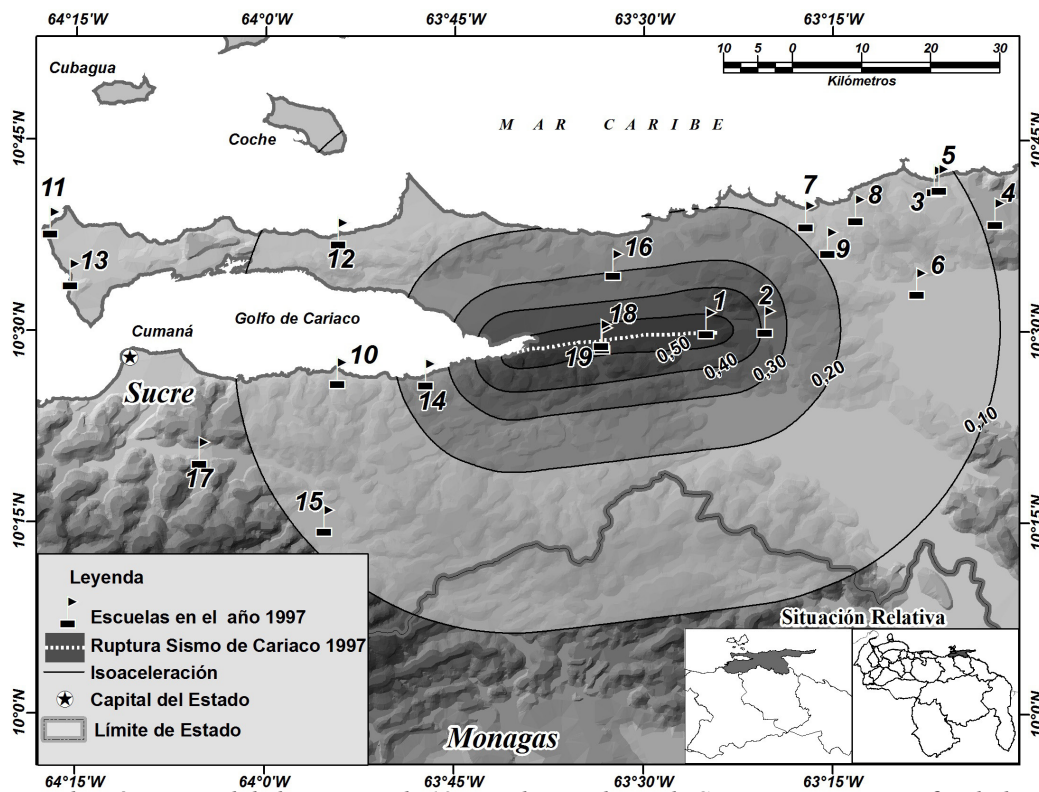 64°15'W 64°0'W 63°45'W 63°30'W 63°15'W
10 5 0 10 20 30
Kilómetros
Cubagua
Coche
M A R C A R I B E
10°45'N
10°45'N
11
13
12
16
7
8
9
3
5
4
6
Golfo de Cariaco
18
19
1
2
0,50
0,40
0,30
0,20
0,10
10°30'N
10°30'N
Cumaná
Sucre
10
14
17
15
10°15'N
10°15'N
Leyenda
Escuelas en el año 1997
Ruptura Sismo de Cariaco 1997
Isoaceleración
Capital del Estado
Límite de Estado
Situación Relativa
Monagas
10°0'N
10°0'N
64°15'W 64°0'W 63°45'W 63°30'W 63°15'W